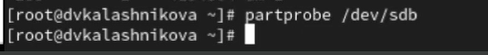 [root@dvkalashnikova ~]# partprobe /dev/sdb
[root@dvkalashnikova ~]#